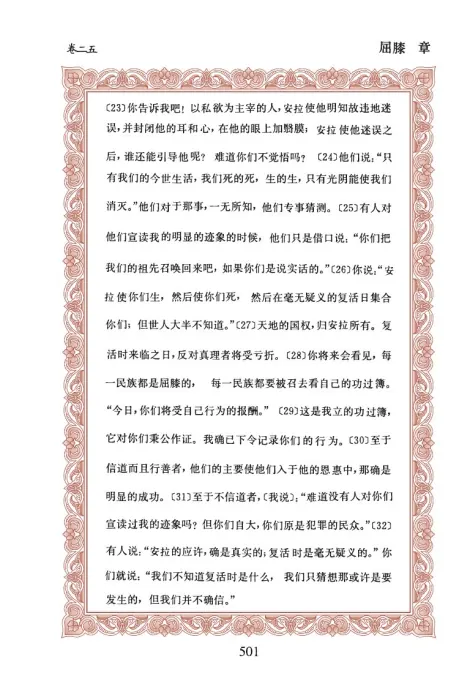 卷二五
屈膝 章
〔23〕你告诉我吧！以私欲为主宰的人，安拉使他明知故违地迷
误，并封闭他的耳和心，在他的眼上加翳膜；安拉使他迷误之
后，谁还能引导他呢？难道你们不觉悟吗？〔24〕他们说：“只
有我们的今世生活，我们死的死，生的生，只有光阴能使我们
消灭。”他们对于那事，一无所知，他们专事猜测。〔25〕有人对
他们宣读我的明显的迹象的时候，他们只是借口说：“你们把
我们的祖先召唤回来吧，如果你们是说实话的。”〔26〕你说：“安
拉使你们生，然后使你们死，然后在毫无疑义的复活日集合
你们；但世人大半不知道。”〔27〕天地的国权，归安拉所有。复
活时来临之日，反对真理者将受亏折。〔28〕你将来会看见，每
一民族都是屈膝的，每一民族都要被召去看自己的功过簿。
“今日，你们将受自己行为的报酬。”〔29〕这是我立的功过簿，
它对你们秉公作证。我确已下令记录你们的行为。〔30〕至于
信道而且行善者，他们的主要使他们入于他的恩惠中，那确是
明显的成功。〔31〕至于不信道者，（我说）：“难道没有人对你们
宣读过我的迹象吗？但你们自大，你们原是犯罪的民众。”〔32〕
有人说：“安拉的应许，确是真实的；复活时是毫无疑义的。”你
们就说：“我们不知道复活时是什么，我们只猜想那或许是要
发生的，但我们并不确信。”
501